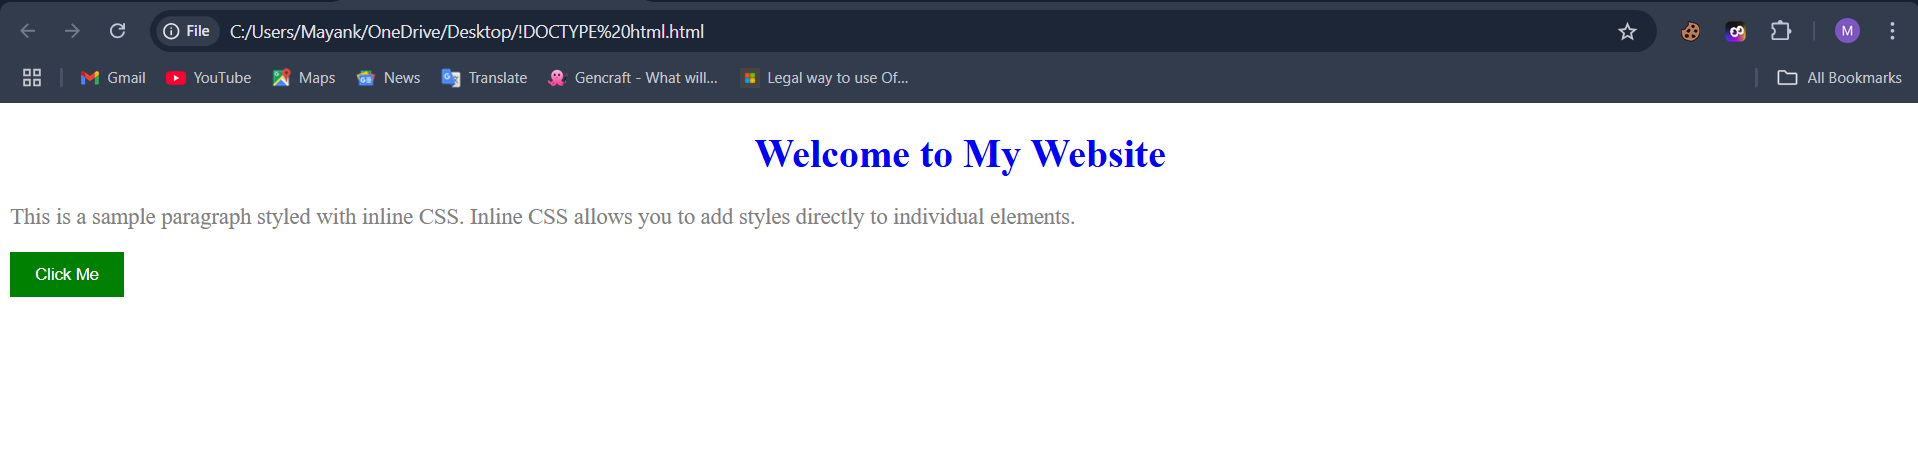 File C:/Users/Mayank/OneDrive/Desktop/!DOCTYPE%20html.html M
Gmail YouTube Maps News Translate Gencraft - What will... Legal way to use Of... All Bookmarks
Welcome to My Website
This is a sample paragraph styled with inline CSS. Inline CSS allows you to add styles directly to individual elements.
Click Me